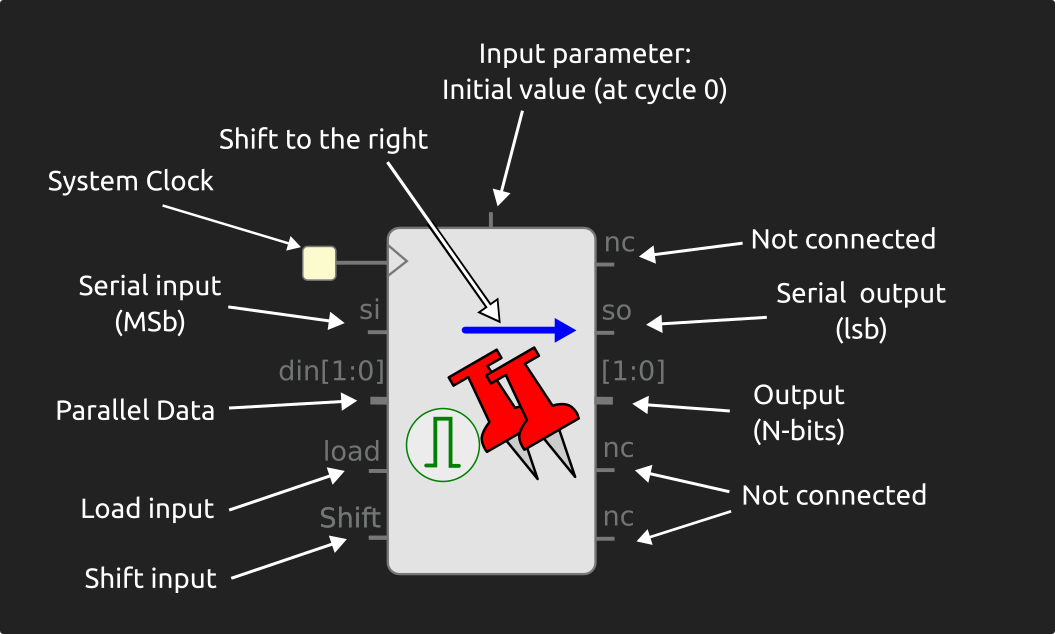 Input parameter:
Initial value (at cycle 0)
Shift to the right
System Clock
nc
Not connected
Serial input
(MSb)
si
so
Serial  output
(lsb)
din[1:0]
[1:0]
Parallel Data
Output
(N-bits)
load
nc
Load input
Not connected
Shift
nc
Shift input